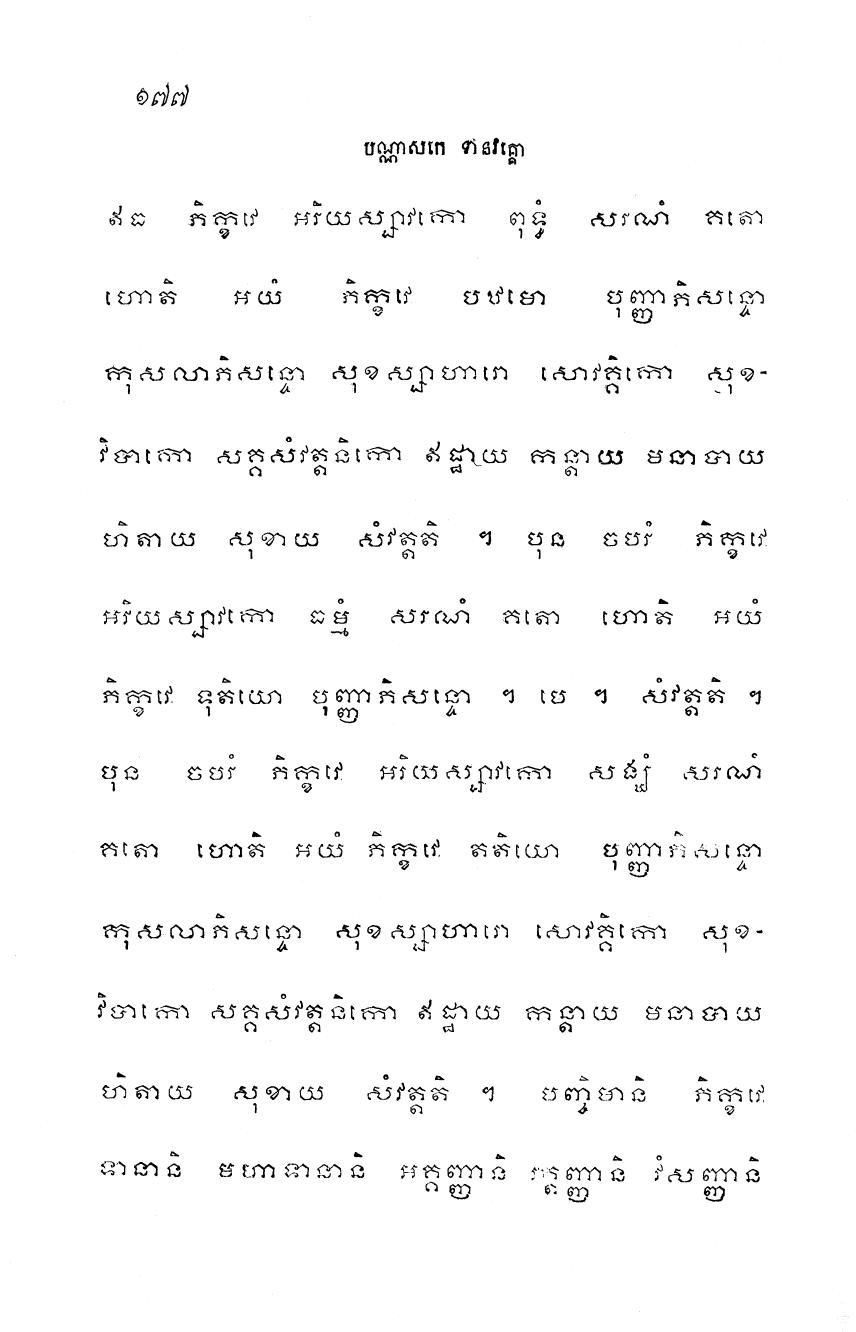 ១៧៧
បណ្ណាសកេ ទានវគ្គោ
ឥធ ភិក្ខវេ អរិយស្សាវកោ ពុទ្ធំ សរណំ គតោ
ហោតិ អយំ ភិក្ខវេ បឋមោ បុញ្ញាភិសន្ទោ
កុសលាភិសន្ទោ សុខស្សាហារោ សោវគ្គិកោ សុខ-
វិបាកោ សគ្គសំវត្តនិកោ ឥដ្ឋាយ កន្តាយ មនាបាយ
ហិតាយ សុខាយ សំវត្តតិ ។ បុន ចបរំ ភិក្ខវេ
អរិយស្សាវកោ ធម្មំ សរណំ គតោ ហោតិ អយំ
ភិក្ខវេ ទុតិយោ បុញ្ញាភិសន្ទោ ។ បេ ។ សំវត្តតិ ។
បុន ចបរំ ភិក្ខវេ អរិយស្សាវកោ សង្ឃំ សរណំ
គតោ ហោតិ អយំ ភិក្ខវេ តតិយោ បុញ្ញាភិសន្ទោ
កុសលាភិសន្ទោ សុខស្សាហារោ សោវគ្គិកោ សុខ-
វិបាកោ សគ្គសំវត្តនិកោ ឥដ្ឋាយ កន្តាយ មនាបាយ
ហិតាយ សុខាយ សំវត្តតិ ។ បញ្ចិមានិ ភិក្ខវេ
ទានានិ មហាទានានិ អគ្គញ្ញានិ រត្តញ្ញានិ វំសញ្ញានិ